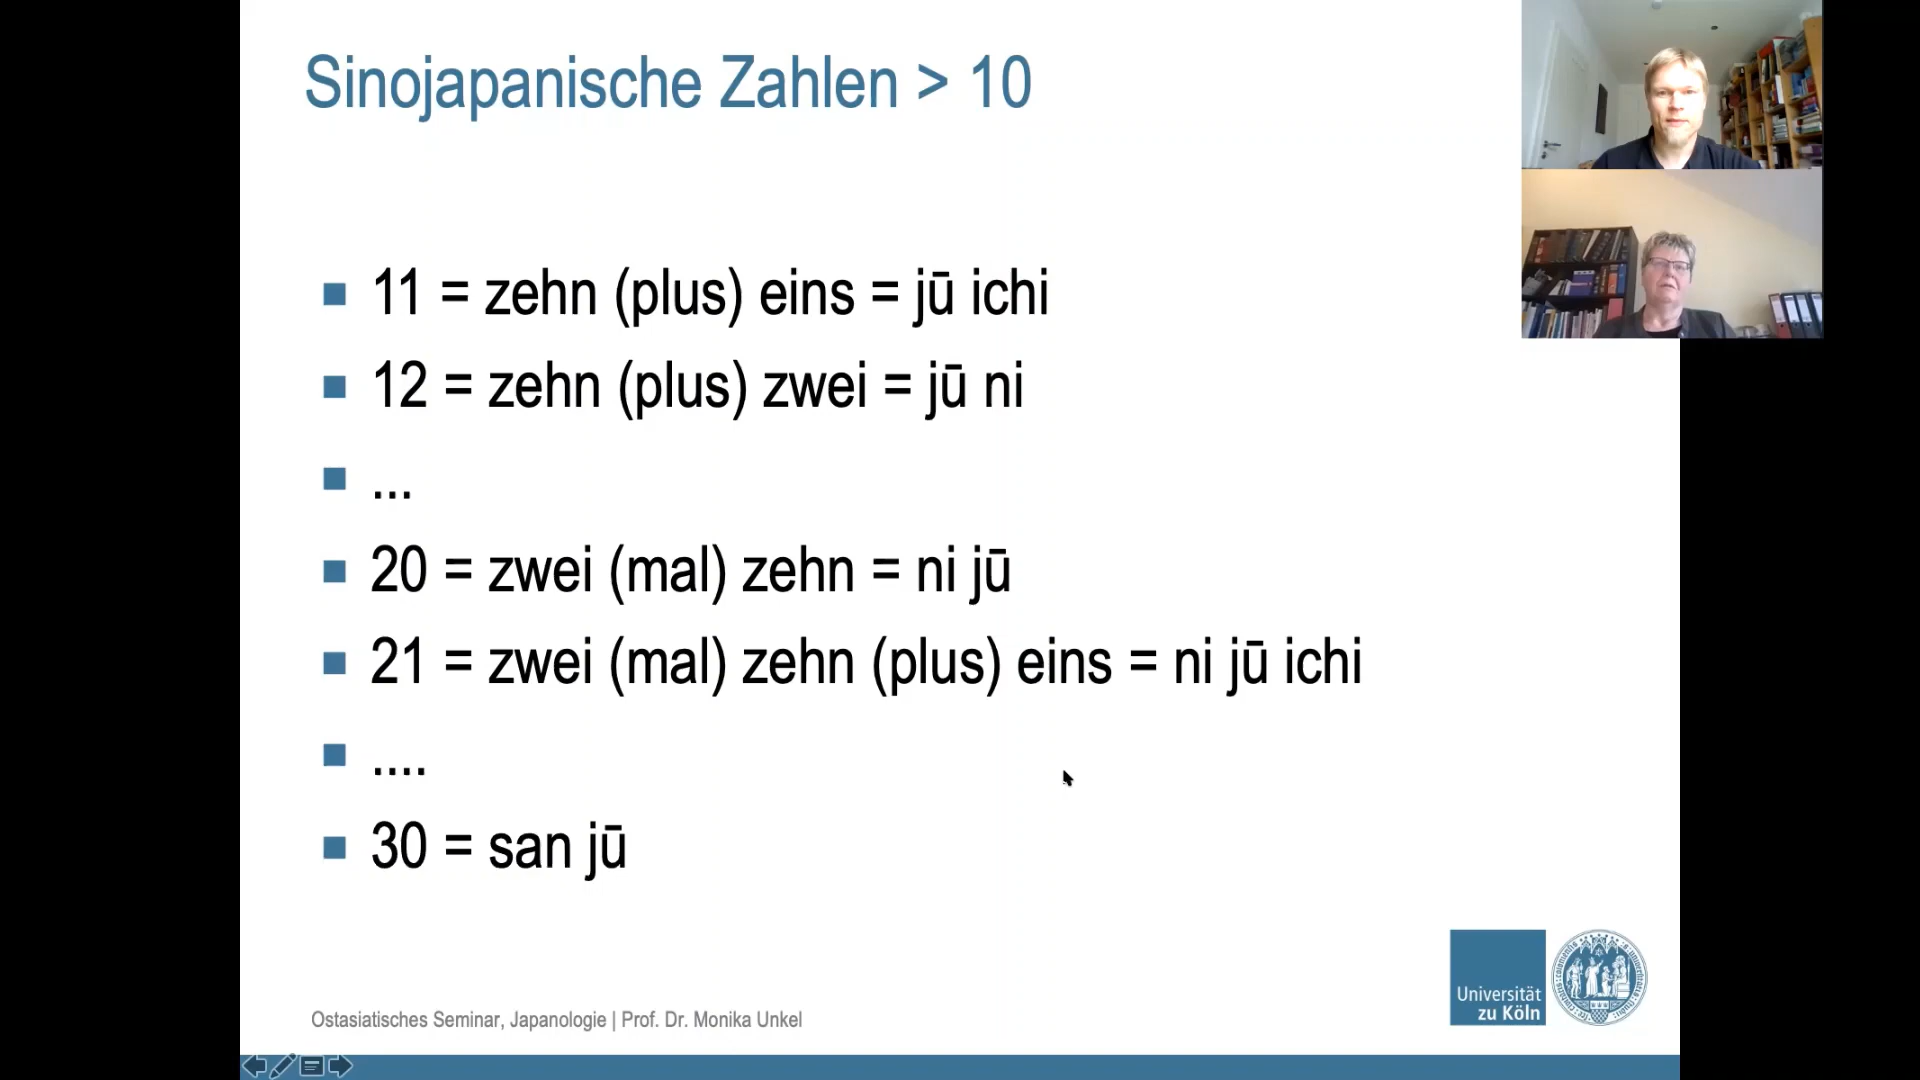 Sinojapanische Zahlen > 10
11 = zehn (plus) eins = jū ichi
12 = zehn (plus) zwei = jū ni
...
20 = zwei (mal) zehn = ni jū
21 = zwei (mal) zehn (plus) eins = ni jū ichi
....
30 = san jū
Ostasiatisches Seminar, Japanologie | Prof. Dr. Monika Unkel
Universität
zu Köln